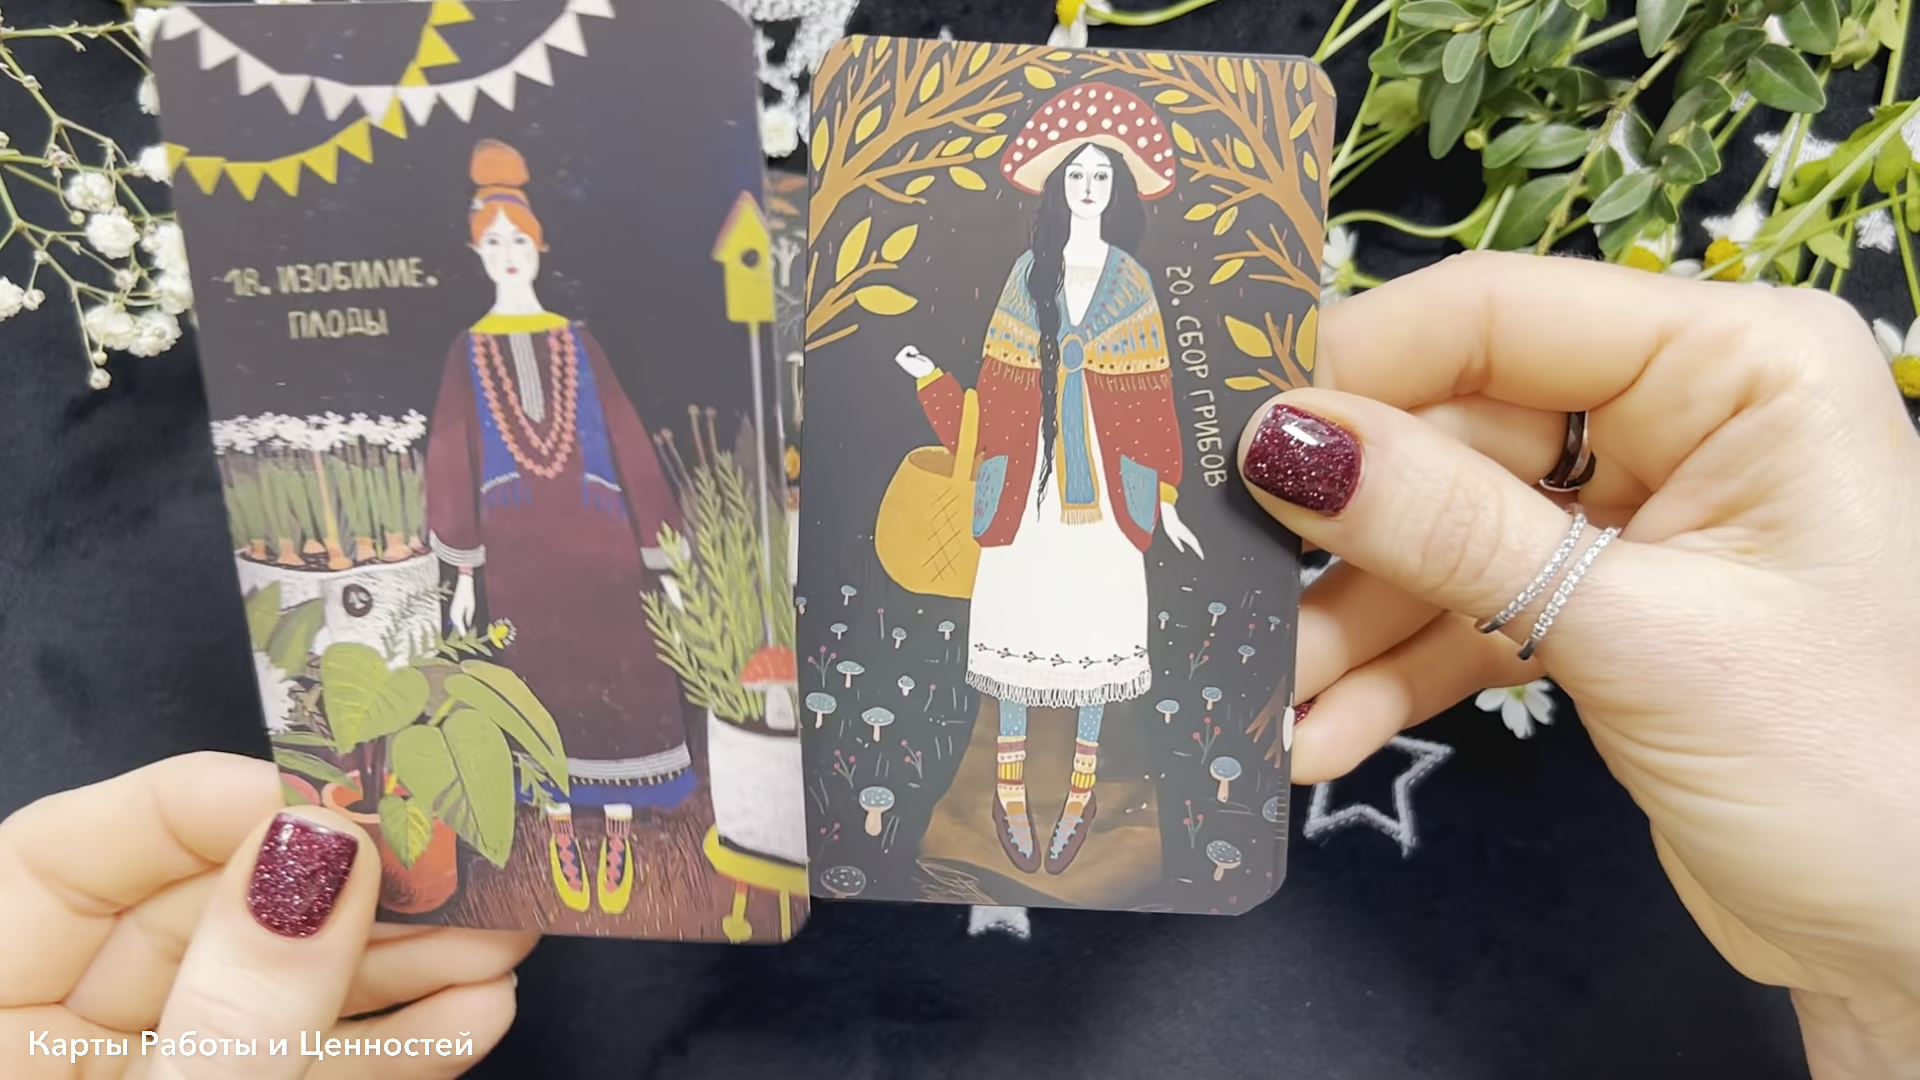 18. ИЗОБИЛИЕ.
ПЛОДЫ
20. СБОР ГРИБОВ
Карты Работы и Ценностей